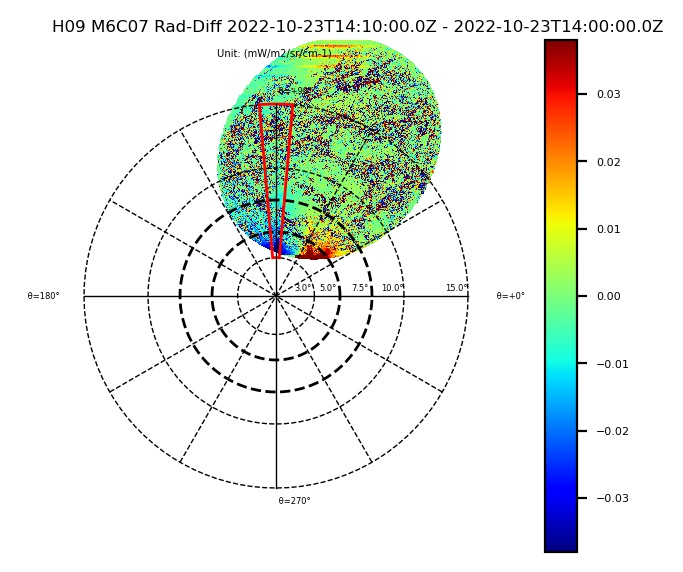 H09 M6C07 Rad-Diff 2022-10-23T14:10:00.0Z - 2022-10-23T14:00:00.0Z
Unit: (mW/m2/sr/cm-1)
θ=+90°
0.03
0.02
0.01
0.00
−0.01
−0.02
−0.03
3.0° 5.0° 7.5° 10.0° 15.0°
θ=180°
θ=+0°
θ=270°